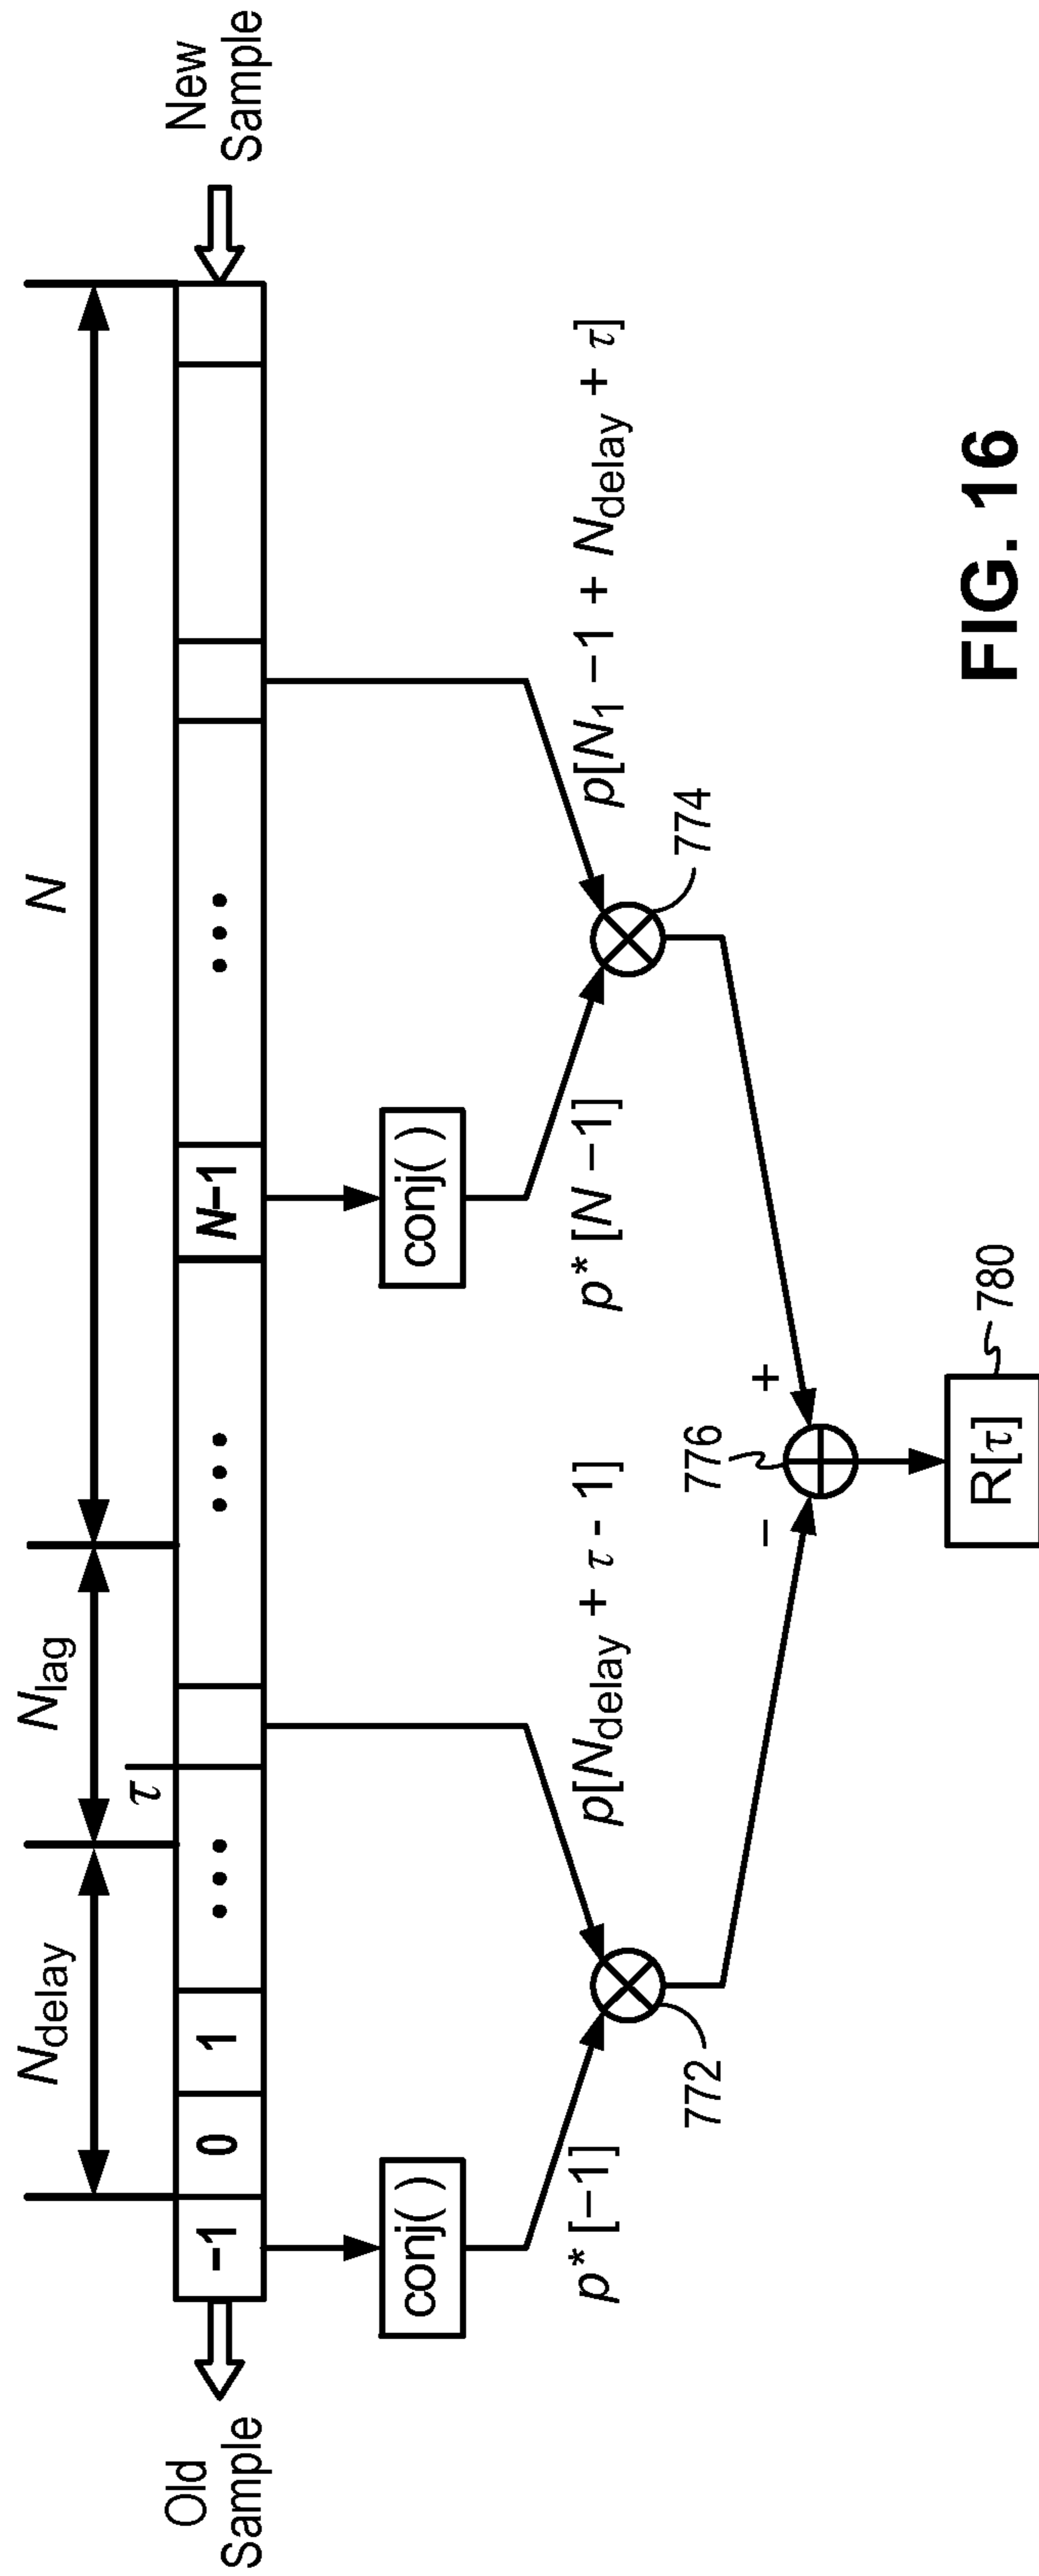 N_delay
N_lag
N
τ
Old
Sample
-1
0
1
...
...
N-1
...
New
Sample
conj( )
conj( )
p* [-1]
p[N_delay + τ - 1]
p* [N -1]
p[N_1 -1 + N_delay + τ]
772
774
776
-
+
R[τ]
780
FIG. 16